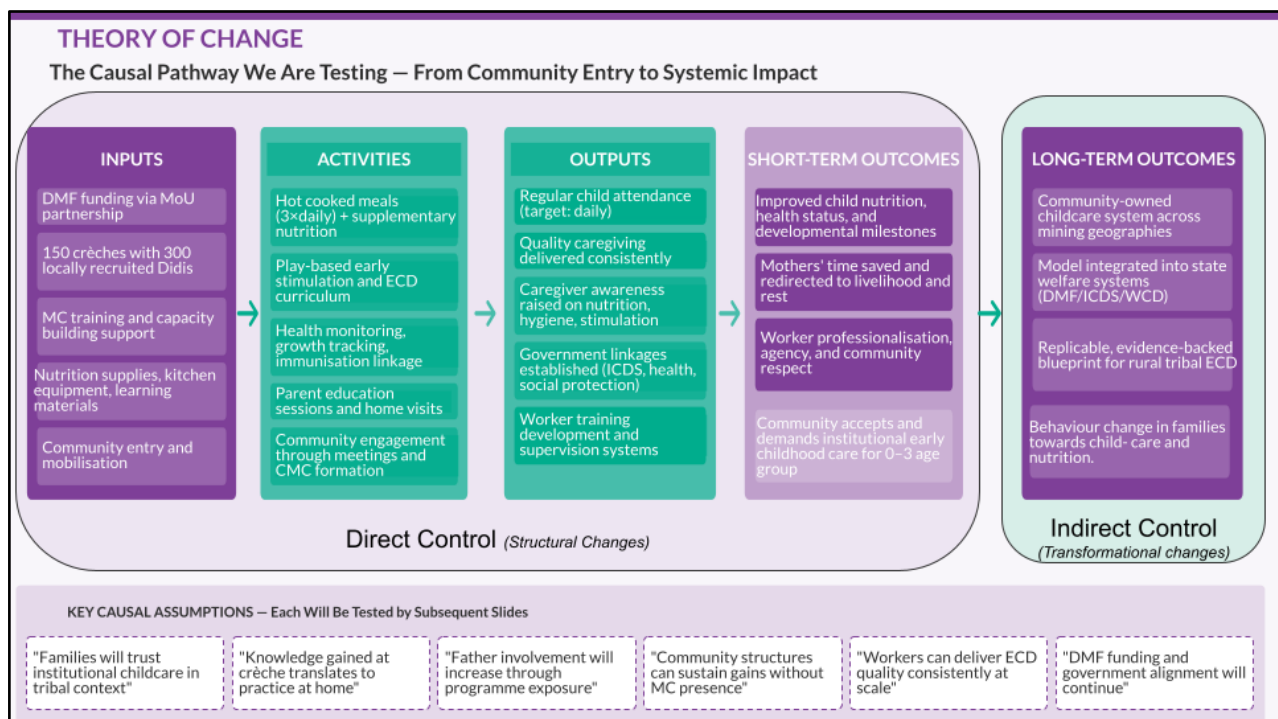 THEORY OF CHANGE
The Causal Pathway We Are Testing — From Community Entry to Systemic Impact
INPUTS
DMF funding via MoU
partnership
150 crèches with 300
locally recruited Didis
MC training and capacity
building support
Nutrition supplies, kitchen
equipment, learning
materials
Community entry and
mobilisation
ACTIVITIES
Hot cooked meals
(3×daily) + supplementary
nutrition
Play-based early
stimulation and ECD
curriculum
Health monitoring,
growth tracking,
immunisation linkage
Parent education
sessions and home visits
Community engagement
through meetings and
CMC formation
OUTPUTS
Regular child attendance
(target: daily)
Quality caregiving
delivered consistently
Caregiver awareness
raised on nutrition,
hygiene, stimulation
Government linkages
established (ICDS, health,
social protection)
Worker training
development and
supervision systems
SHORT-TERM OUTCOMES
Improved child nutrition,
health status, and
developmental milestones
Mothers' time saved and
redirected to livelihood and
rest
Worker professionalisation,
agency, and community
respect
Community accepts and
demands institutional early
childhood care for 0–3 age
group
LONG-TERM OUTCOMES
Community-owned
childcare system across
mining geographies
Model integrated into state
welfare systems
(DMF/ICDS/WCD)
Replicable, evidence-backed
blueprint for rural tribal ECD
Behaviour change in families
towards child- care and
nutrition.
Direct Control (Structural Changes)
Indirect Control
(Transformational changes)
KEY CAUSAL ASSUMPTIONS — Each Will Be Tested by Subsequent Slides
"Families will trust
institutional childcare in
tribal context"
"Knowledge gained at
crèche translates to
practice at home"
"Father involvement will
increase through
programme exposure"
"Community structures
can sustain gains without
MC presence"
"Workers can deliver ECD
quality consistently at
scale"
"DMF funding and
government alignment will
continue"